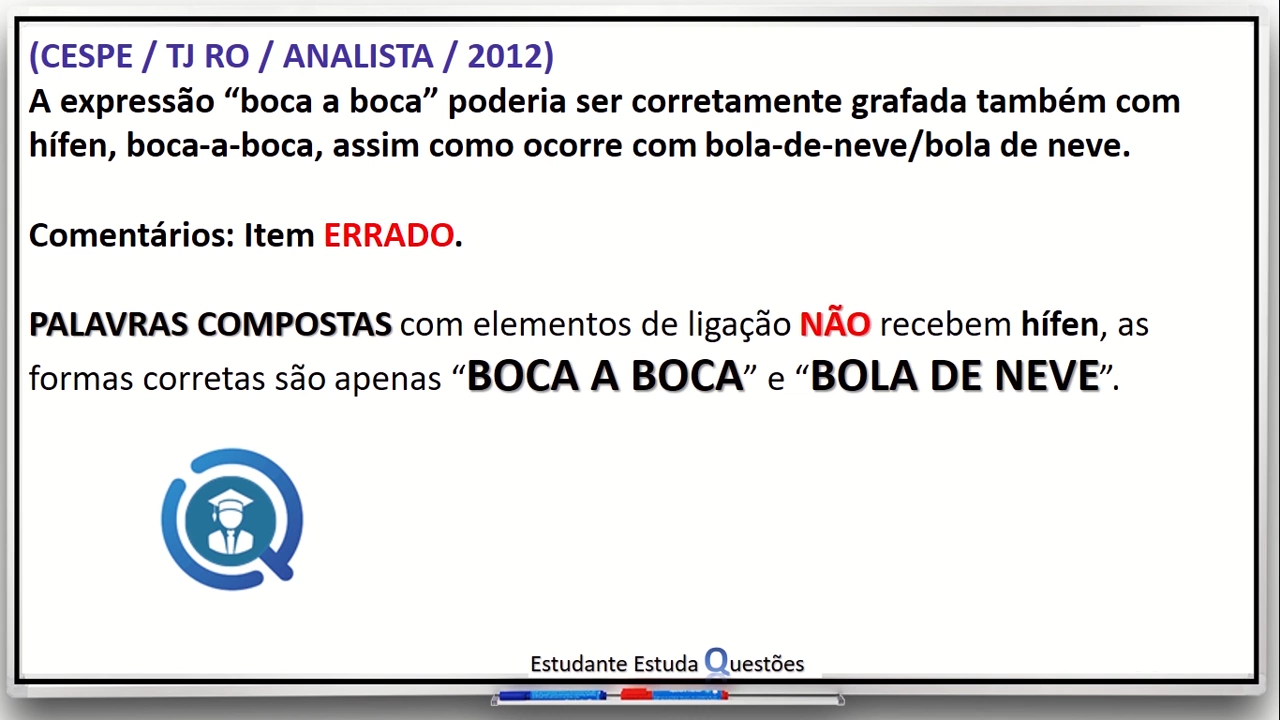 (CESPE / TJ RO / ANALISTA / 2012)
A expressão “boca a boca” poderia ser corretamente grafada também com
hífen, boca-a-boca, assim como ocorre com bola-de-neve/bola de neve.
Comentários: Item ERRADO.
PALAVRAS COMPOSTAS com elementos de ligação NÃO recebem hífen, as
formas corretas são apenas “BOCA A BOCA” e “BOLA DE NEVE”.
Estudante Estuda Questões